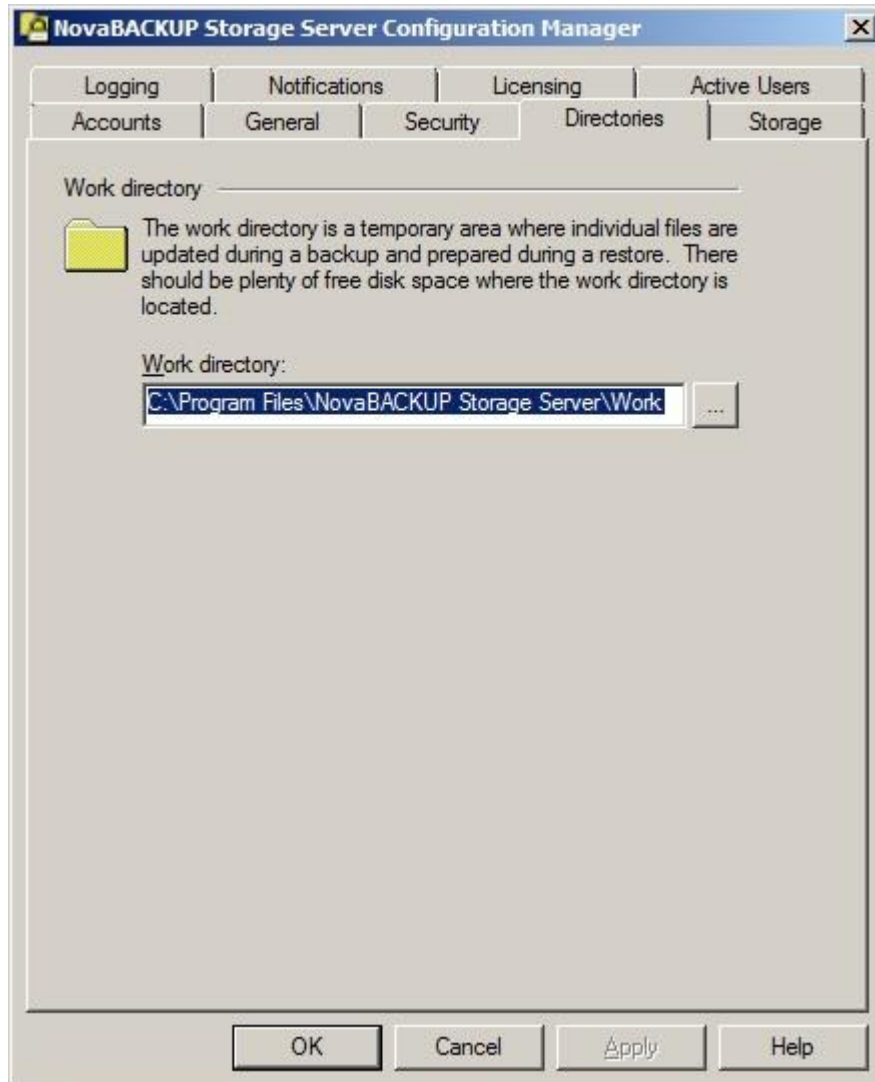 NovaBACKUP Storage Server Configuration Manager
Logging Notifications Licensing Active Users
Accounts General Security Directories Storage
Work directory
The work directory is a temporary area where individual files are
updated during a backup and prepared during a restore. There
should be plenty of free disk space where the work directory is
located.
Work directory:
C:\Program Files\NovaBACKUP Storage Server\Work
...
OK Cancel Apply Help